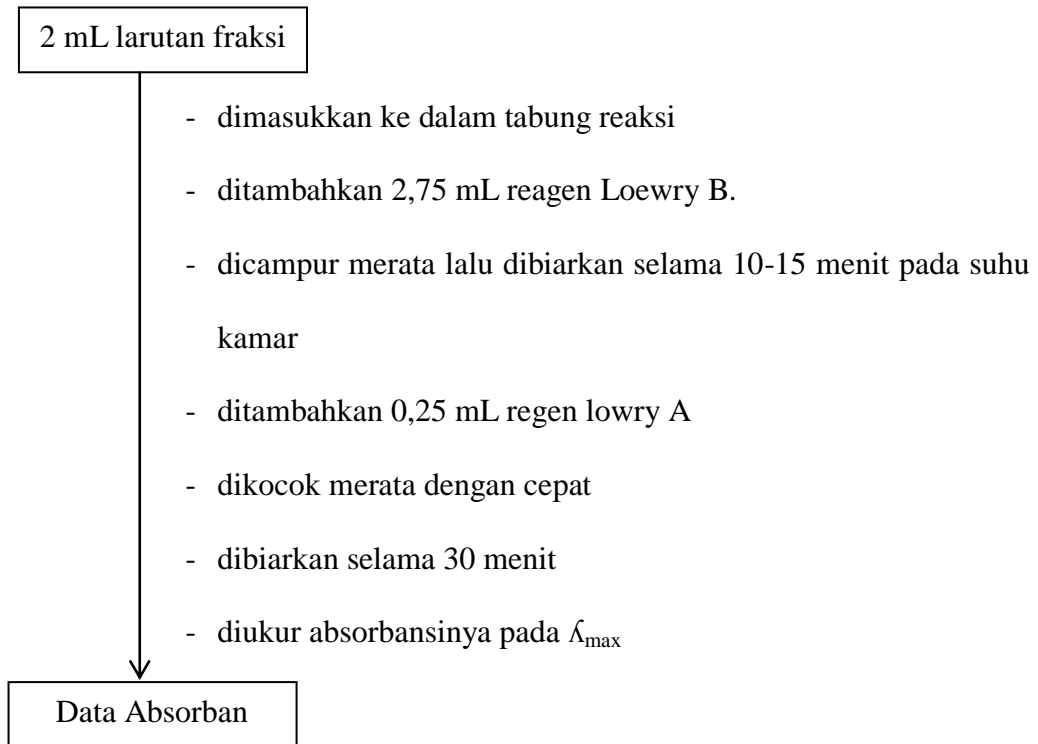 2 mL larutan fraksi
- dimasukkan ke dalam tabung reaksi
- ditambahkan 2,75 mL reagen Loewry B.
- dicampur merata lalu dibiarkan selama 10-15 menit pada suhu
kamar
- ditambahkan 0,25 mL regen lowry A
- dikocok merata dengan cepat
- dibiarkan selama 30 menit
- diukur absorbansinya pada ʎmax
Data Absorban